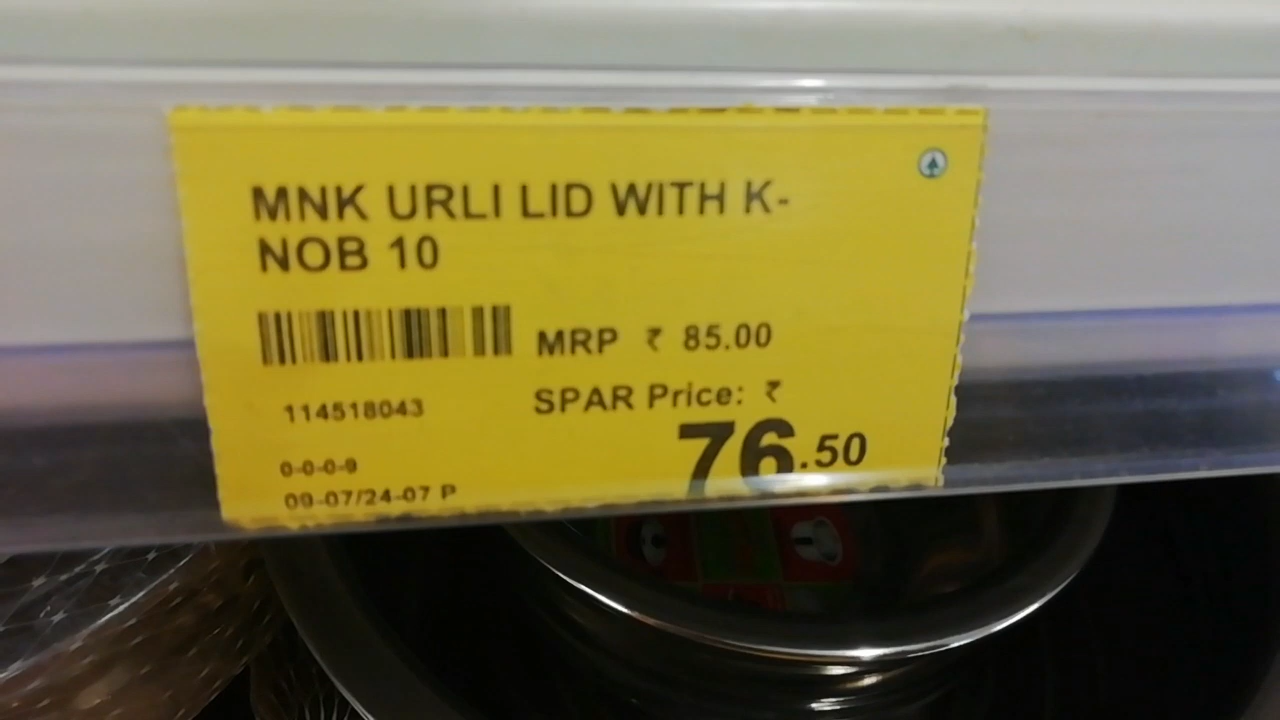 MNK URLI LID WITH K-
NOB 10
MRP ₹ 85.00
114518043
SPAR Price: ₹
76.50
0-0-0-9
09-07/24-07 P